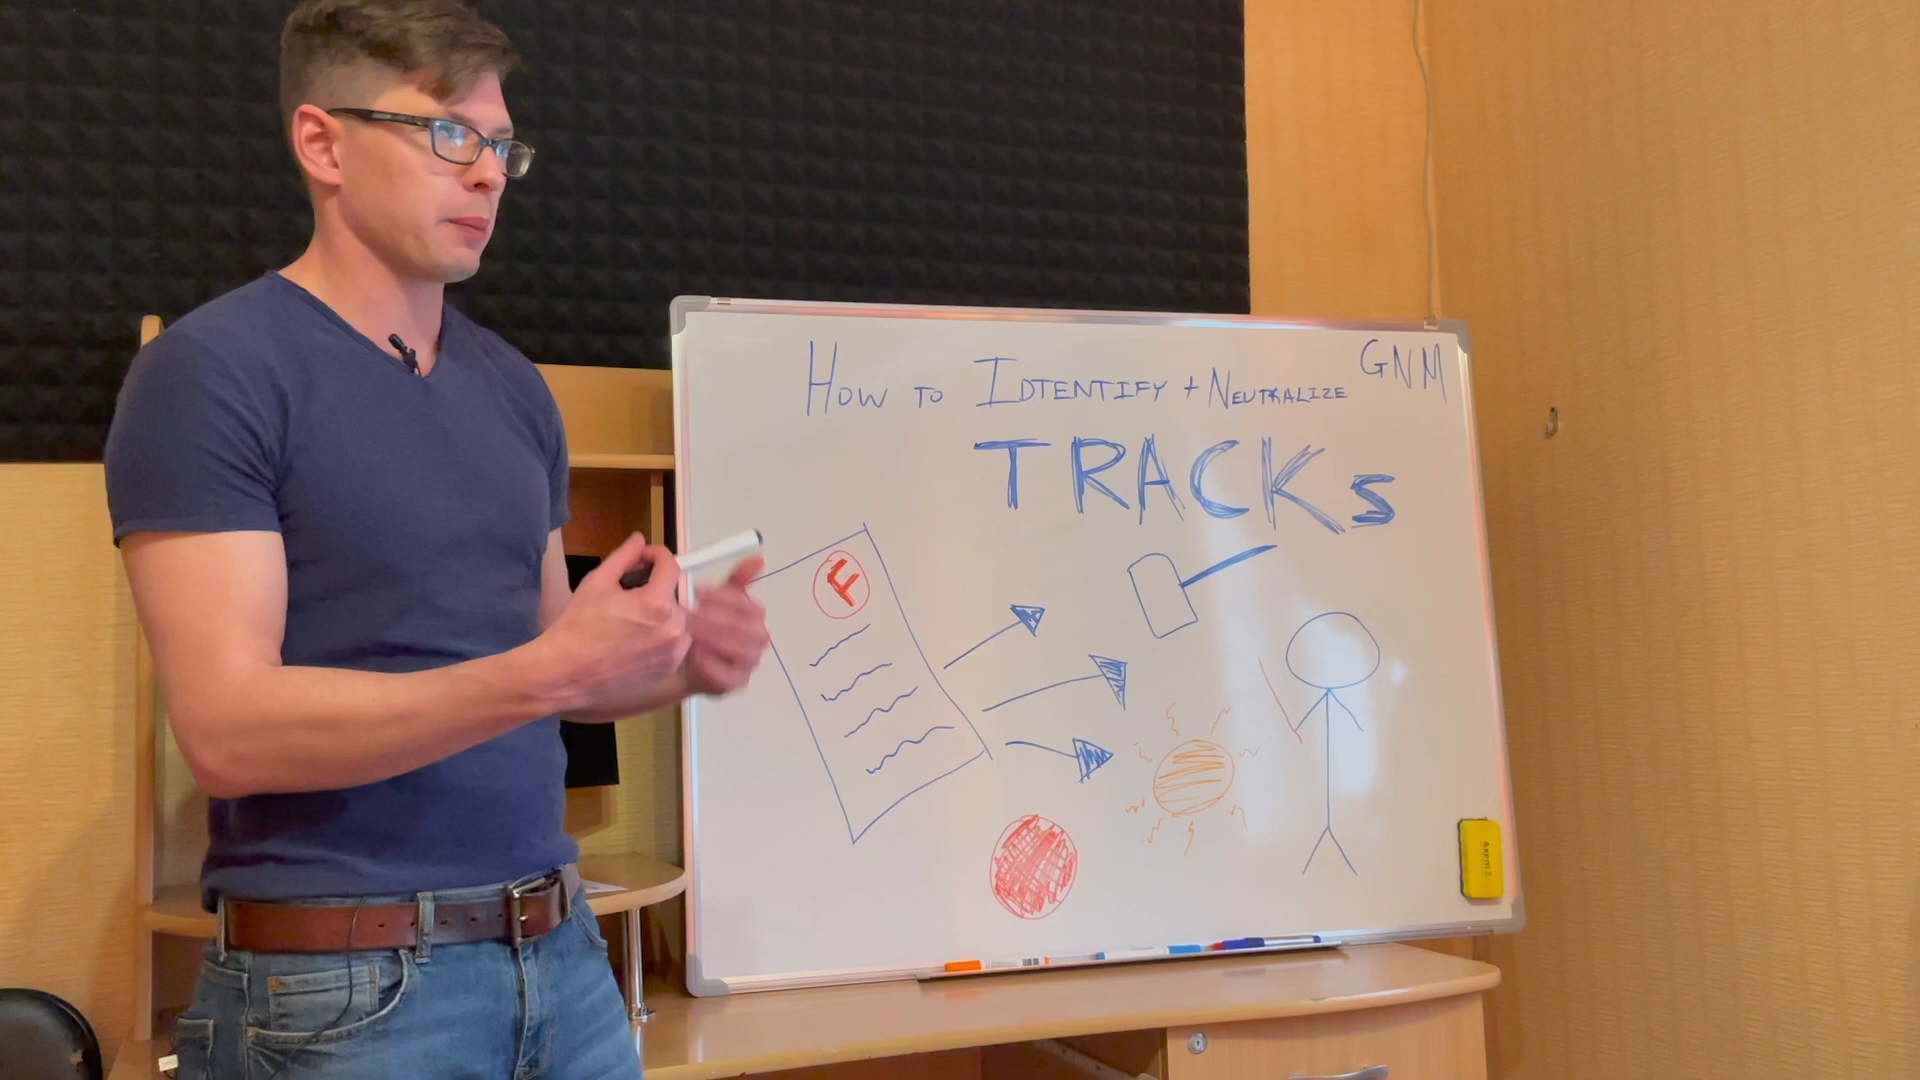 HOW TO IDTENTIFY + NEUTRALIZE
GNM
TRACKS
F